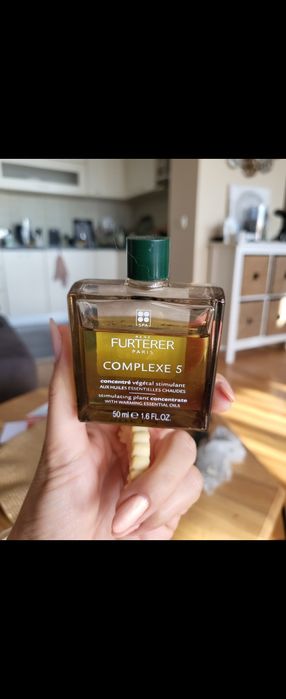 SPA
RENE
FURTERER
PARIS
COMPLEXE 5
concentré végétal stimulant
AUX HUILES ESSENTIELLES CHAUDES
stimulating plant concentrate
WITH WARMING ESSENTIAL OILS
50 ml ℮ 1.6 FL.OZ.